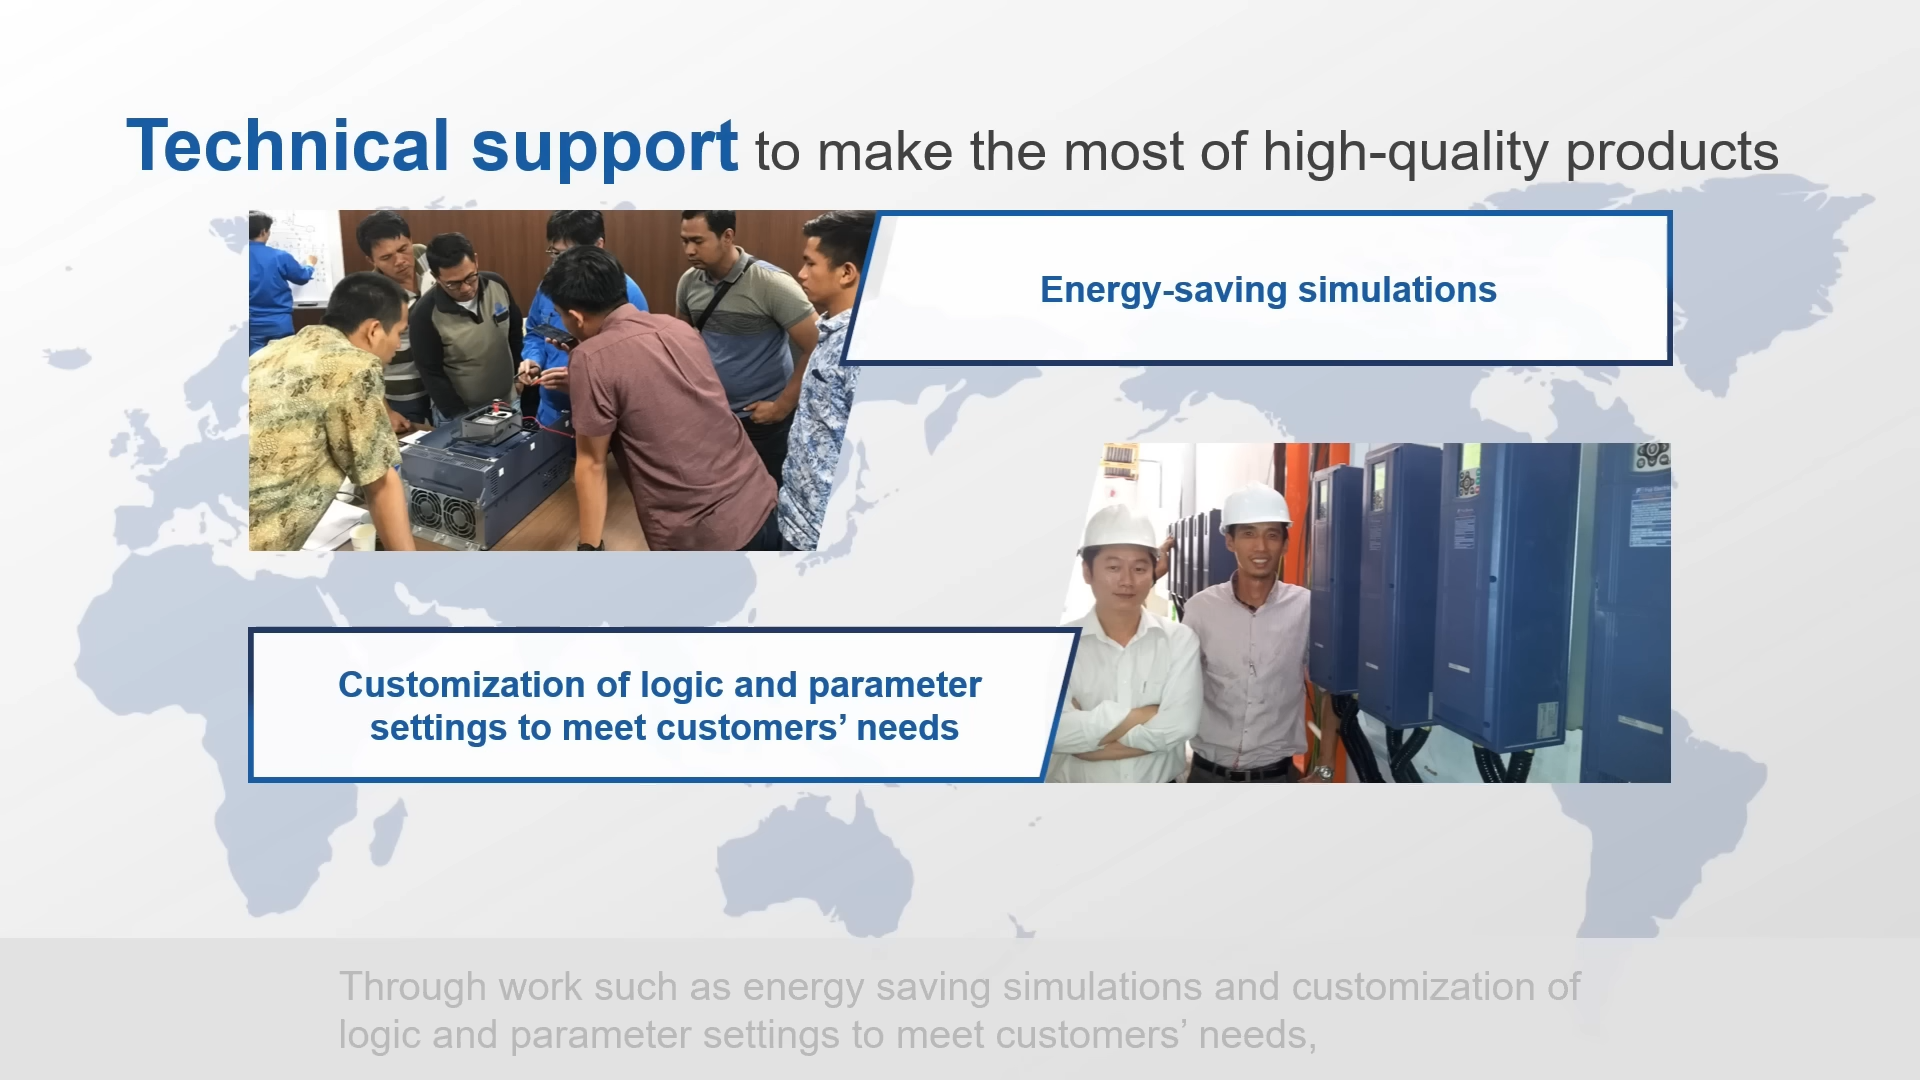 Technical support to make the most of high-quality products
Energy-saving simulations
Customization of logic and parameter
settings to meet customers’ needs
Through work such as energy saving simulations and customization of
logic and parameter settings to meet customers’ needs,